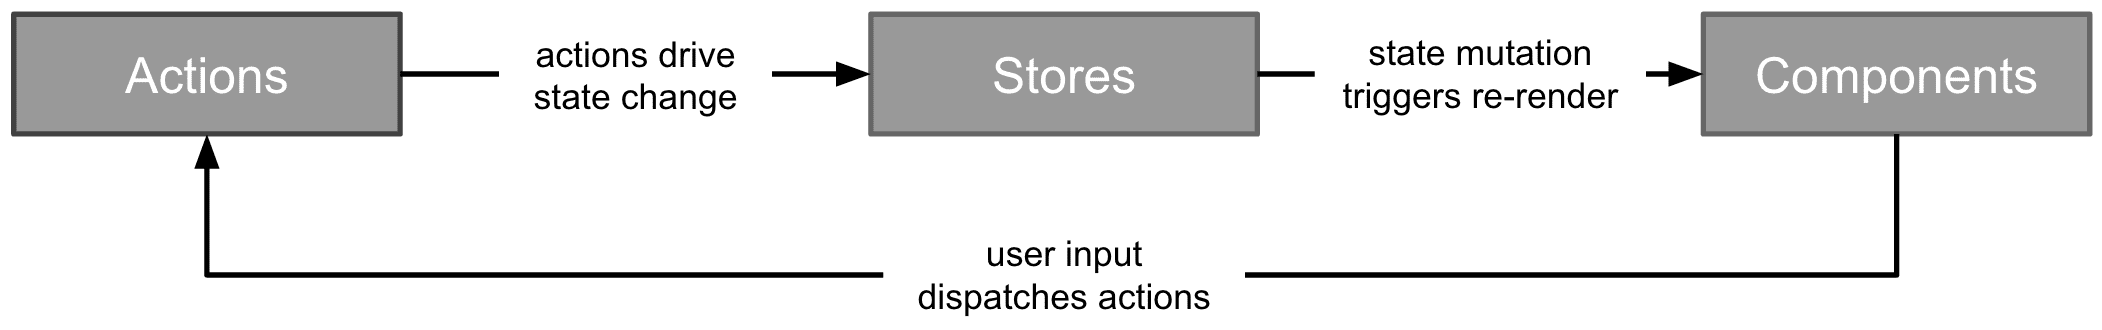 Actions
actions drive
state change
Stores
state mutation
triggers re-render
Components
user input
dispatches actions